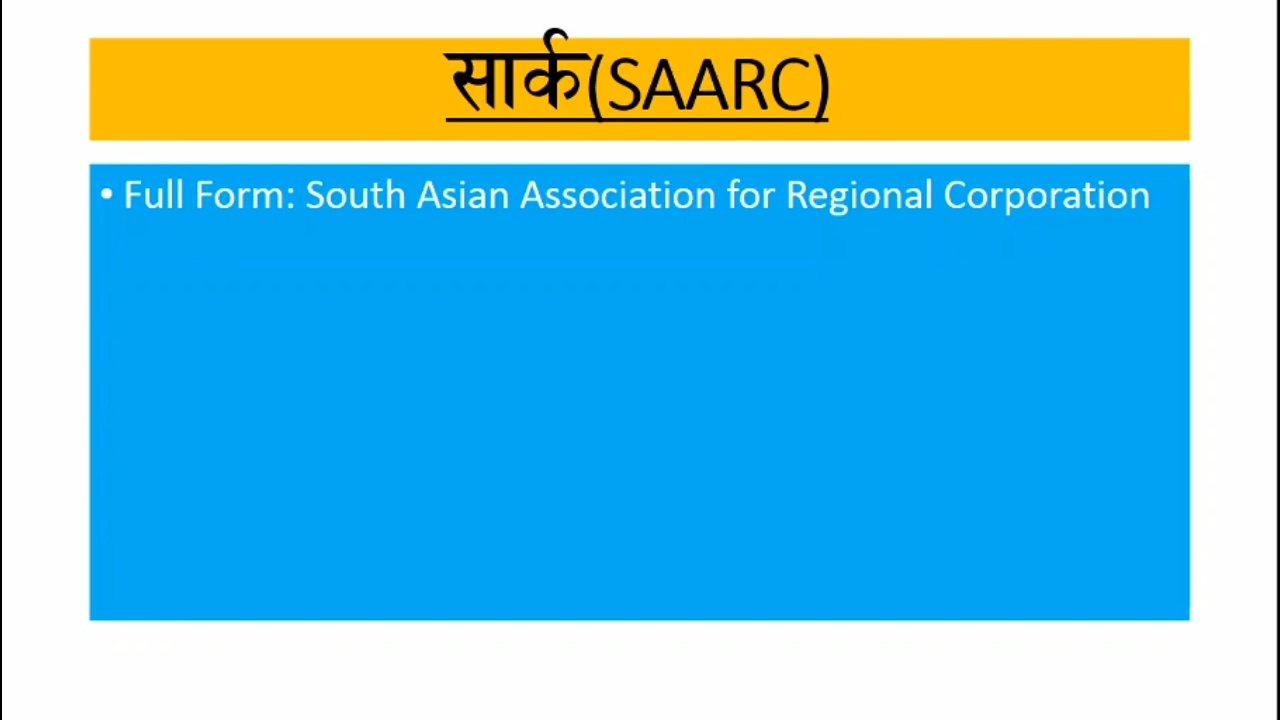 सार्क(SAARC)
• Full Form: South Asian Association for Regional Corporation